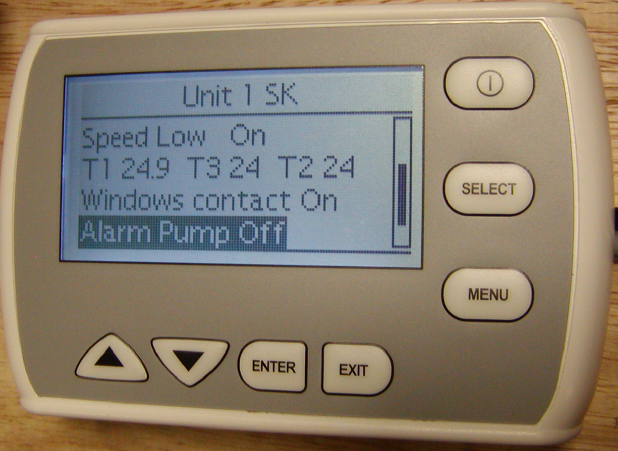 Unit 1 SK
Speed Low On
T1 24.9 T3 24 T2 24
Windows contact On
Alarm Pump Off
SELECT
MENU
ENTER
EXIT